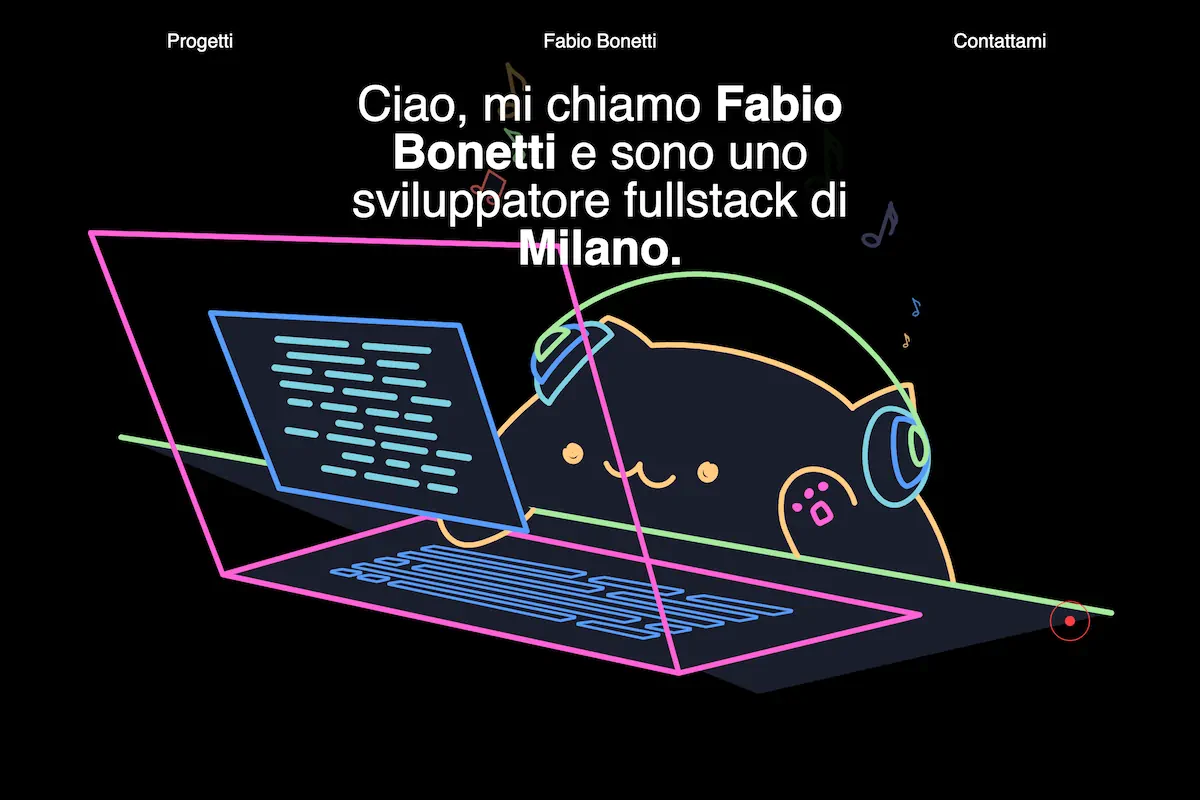 Progetti
Fabio Bonetti
Contattami
Ciao, mi chiamo Fabio
Bonetti e sono uno
sviluppatore fullstack di
Milano.